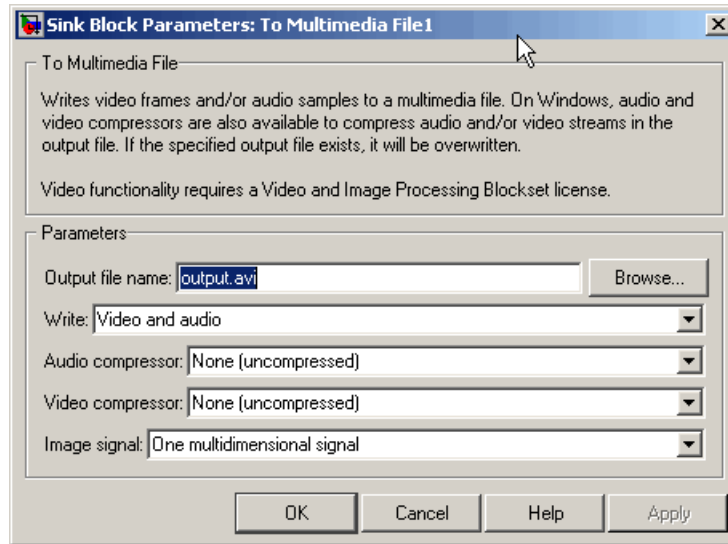 Sink Block Parameters: To Multimedia File1
To Multimedia File
Writes video frames and/or audio samples to a multimedia file. On Windows, audio and
video compressors are also available to compress audio and/or video streams in the
output file. If the specified output file exists, it will be overwritten.
Video functionality requires a Video and Image Processing Blockset license.
Parameters
Output file name: output.avi Browse...
Write: Video and audio
Audio compressor: None (uncompressed)
Video compressor: None (uncompressed)
Image signal: One multidimensional signal
OK Cancel Help Apply